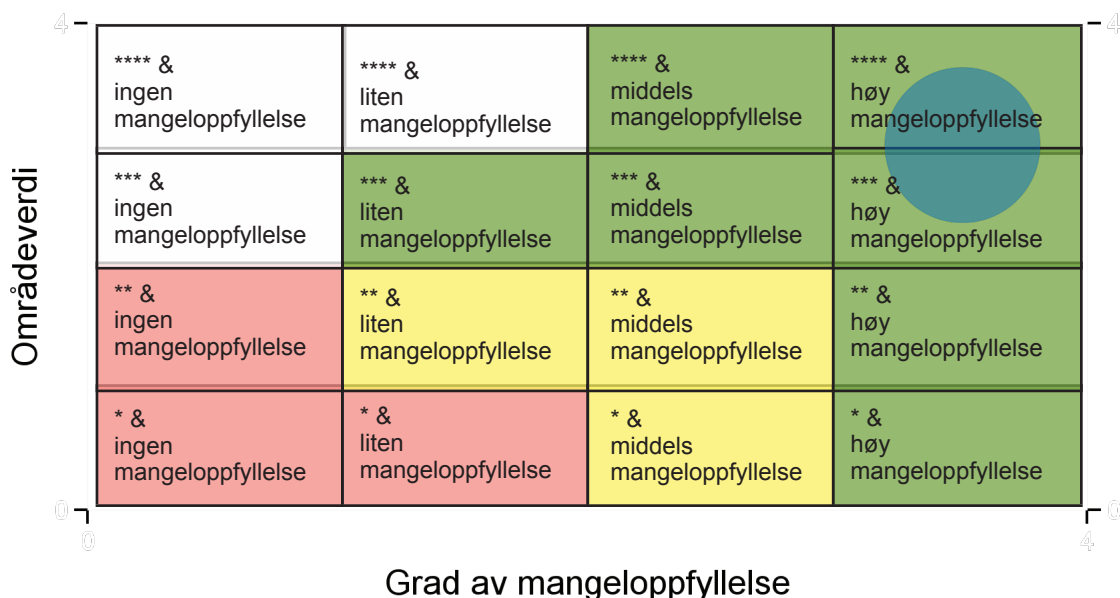 4
4
**** &
ingen
mangeloppfyllelse
**** &
liten
mangeloppfyllelse
**** &
middels
mangeloppfyllelse
**** &
høy
mangeloppfyllelse
*** &
ingen
mangeloppfyllelse
*** &
liten
mangeloppfyllelse
*** &
middels
mangeloppfyllelse
*** &
høy
mangeloppfyllelse
Områdeverdi
** &
ingen
mangeloppfyllelse
** &
liten
mangeloppfyllelse
** &
middels
mangeloppfyllelse
** &
høy
mangeloppfyllelse
* &
ingen
mangeloppfyllelse
* &
liten
mangeloppfyllelse
* &
middels
mangeloppfyllelse
* &
høy
mangeloppfyllelse
0
0
0
4
Grad av mangeloppfyllelse